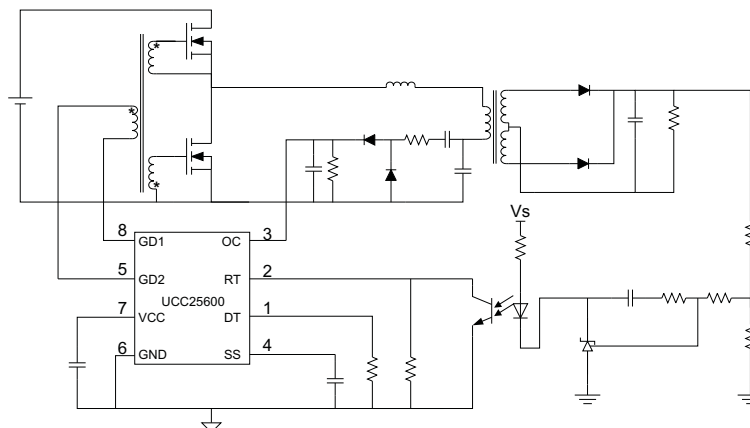 Vs
8 GD1 OC 3
5 GD2 RT 2
UCC25600
7 VCC DT 1
6 GND SS 4